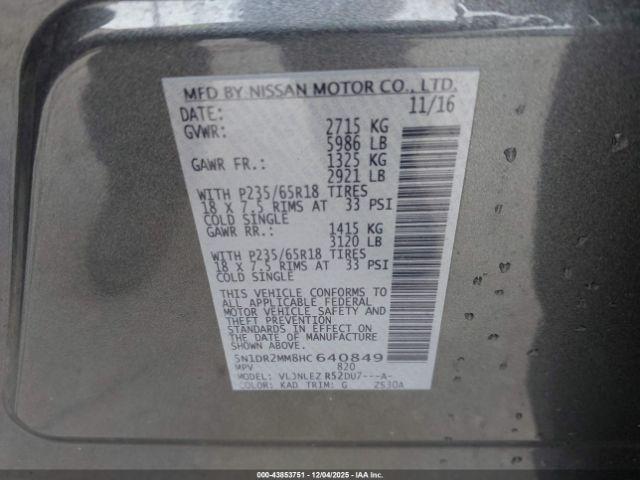 MFD BY NISSAN MOTOR CO., LTD.
DATE: 11/16
GVWR: 2715 KG
5986 LB
GAWR FR.: 1325 KG
2921 LB
WITH P235/65R18 TIRES
18 X 7.5 RIMS AT 33 PSI
COLD SINGLE
GAWR RR.: 1415 KG
3120 LB
WITH P235/65R18 TIRES
18 X 7.5 RIMS AT 33 PSI
COLD SINGLE
THIS VEHICLE CONFORMS TO
ALL APPLICABLE FEDERAL
MOTOR VEHICLE SAFETY AND
THEFT PREVENTION
STANDARDS IN EFFECT ON
THE DATE OF MANUFACTURE
SHOWN ABOVE.
5N1DR2MM8HC640849
MPV 820
MODEL: VLJNLEZ R52DU7---A-
COLOR: KAD TRIM: G ZS30A
000-43853751 - 12/04/2025 - IAA Inc.